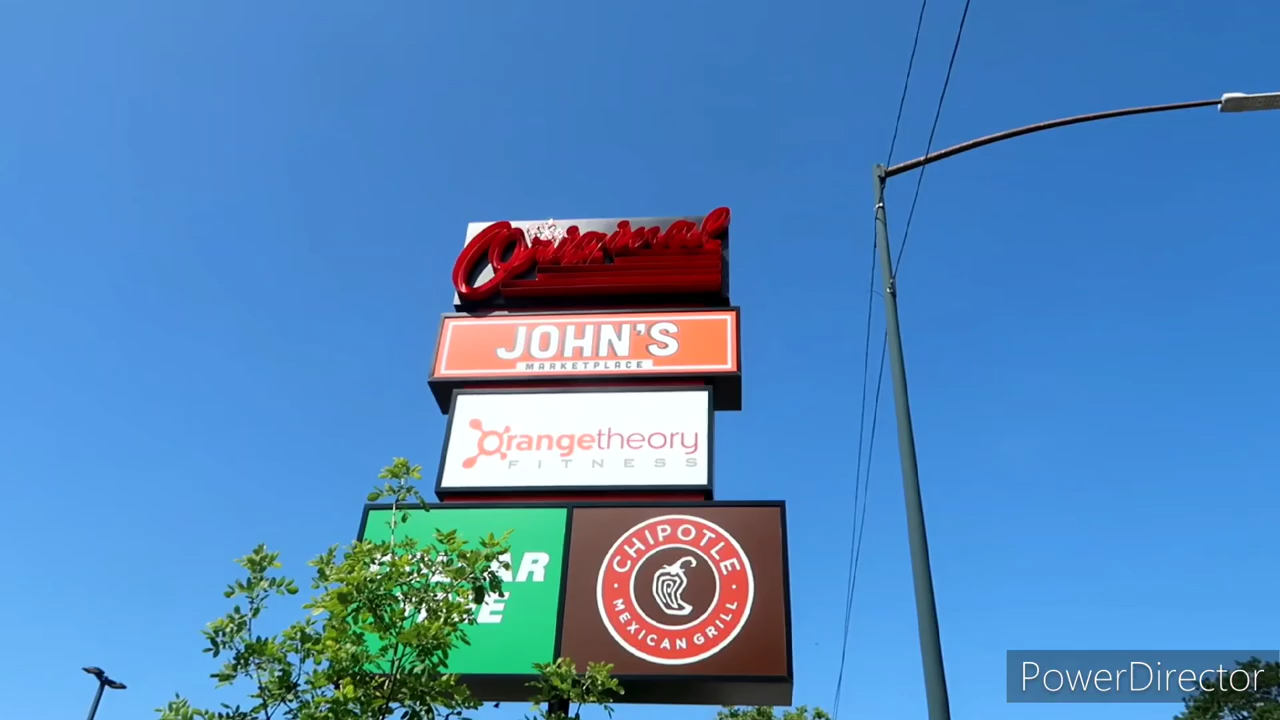 Original
JOHN'S
MARKETPLACE
Orangetheory
FITNESS
CHIPOTLE
MEXICAN GRILL
PowerDirector